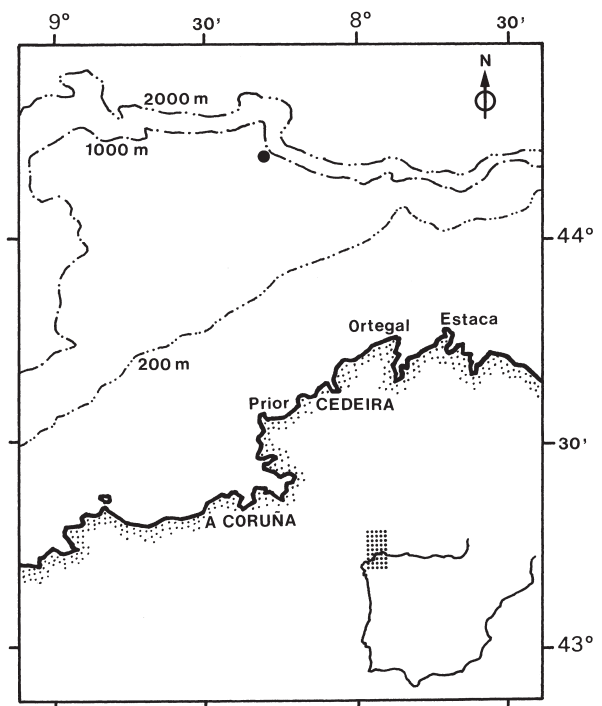 9° 30' 8° 30'
N
2000 m
1000 m
44°
Ortegal Estaca
200 m
Prior CEDEIRA
30'
A CORUÑA
43°